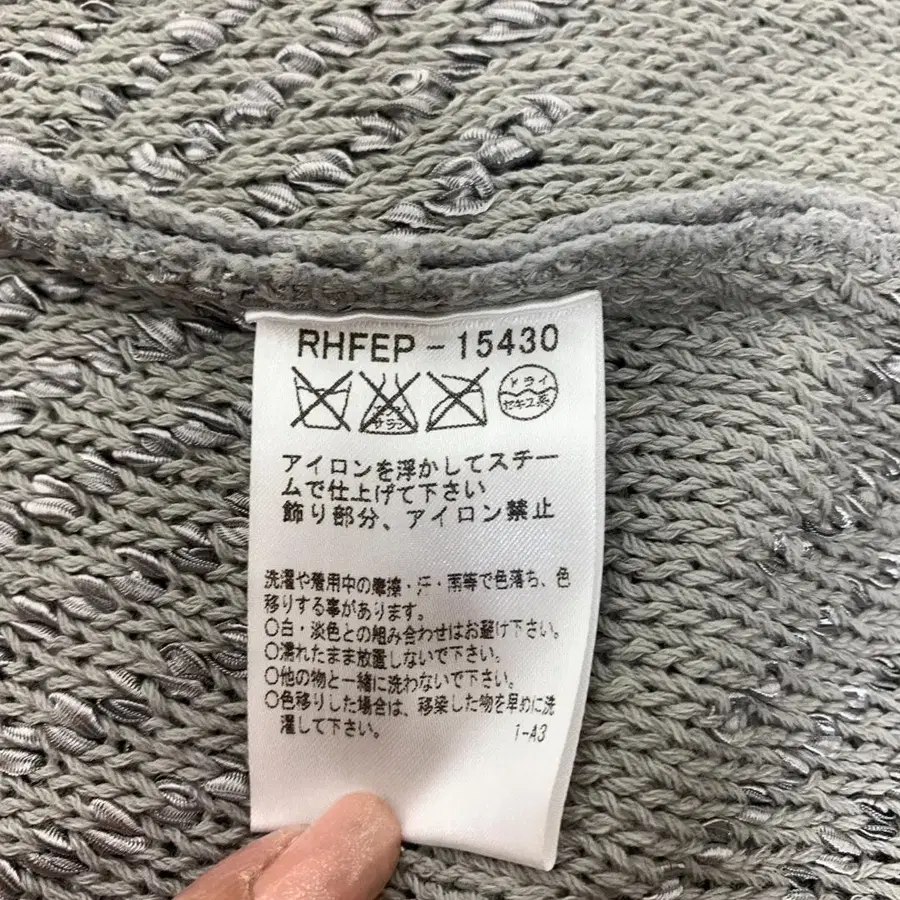 RHFEP-15430
エンソ サラシ
ドライ
セキユ系
アイロンを浮かしてスチー
ムで仕上げて下さい
飾り部分、アイロン禁止
洗濯や着用中の摩擦・汗・雨等で色落ち、色
移りする事があります。
○白・淡色との組み合わせはお避け下さい。
○濡れたまま放置しないで下さい。
○他の物と一緒に洗わないで下さい。
○色移りした場合は、移染した物を早めに洗
濯して下さい。
1-A3